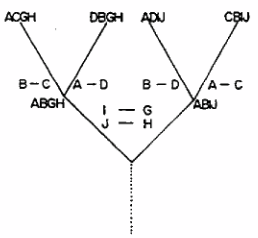 ACGH DBGH ADIJ CBIJ
B – C A – D B – D A – C
ABGH I — G ABIJ
J — H